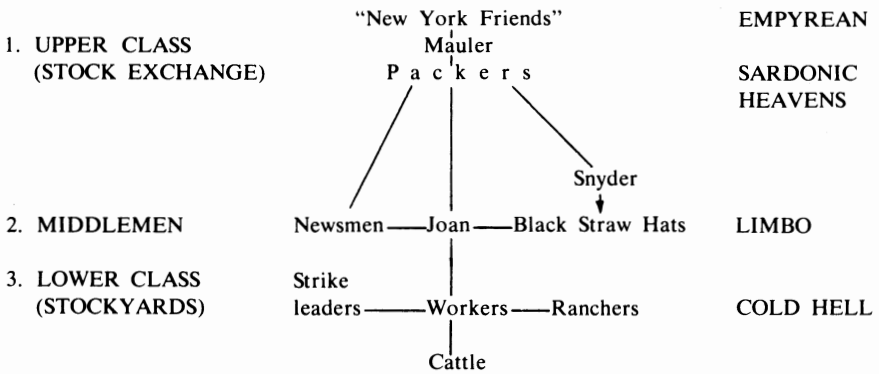 "New York Friends" EMPYREAN
1. UPPER CLASS Mauler
(STOCK EXCHANGE) P a c k e r s SARDONIC
HEAVENS
Snyder
2. MIDDLEMEN Newsmen Joan Black Straw Hats LIMBO
3. LOWER CLASS Strike
(STOCKYARDS) leaders Workers Ranchers COLD HELL
Cattle